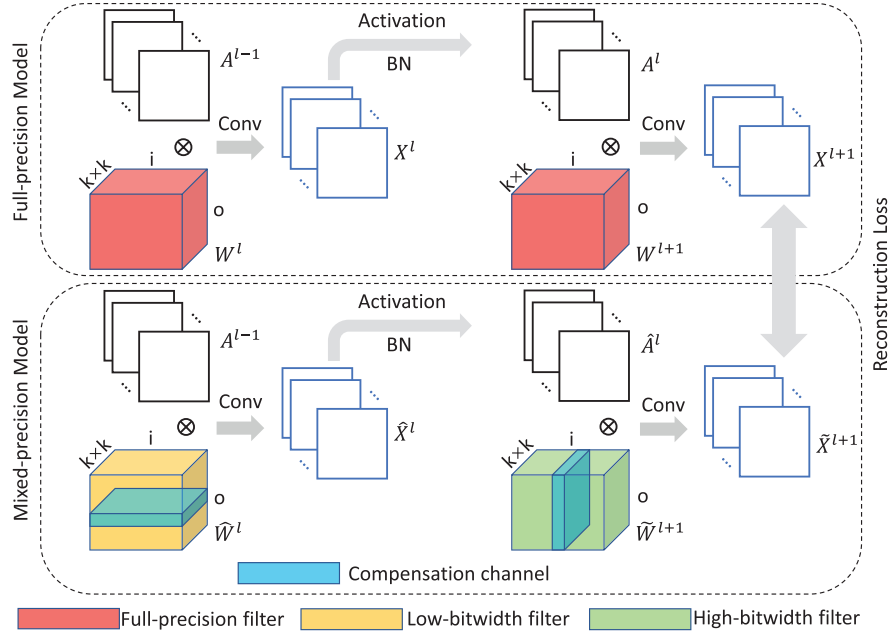 Full-precision Model
A^{l-1}
Activation
BN
A^l
Conv
X^l
Conv
X^{l+1}
k×k
i
o
W^l
k×k
i
o
W^{l+1}
Reconstruction Loss
Mixed-precision Model
A^{l-1}
Activation
BN
Â^l
Conv
X̂^l
Conv
X̃^{l+1}
k×k
i
o
Ŵ^l
k×k
i
o
W̃^{l+1}
Compensation channel
Full-precision filter
Low-bitwidth filter
High-bitwidth filter